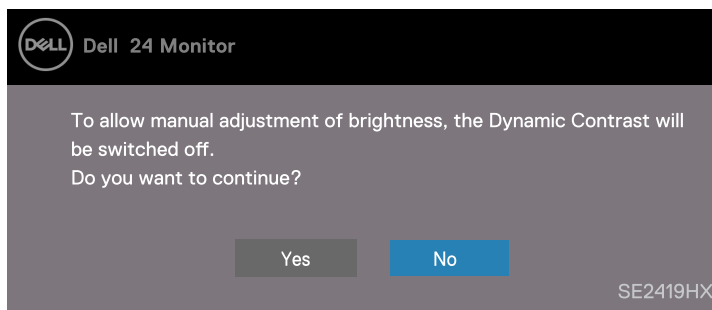 DELL Dell 24 Monitor
To allow manual adjustment of brightness, the Dynamic Contrast will
be switched off.
Do you want to continue?
Yes No
SE2419HX